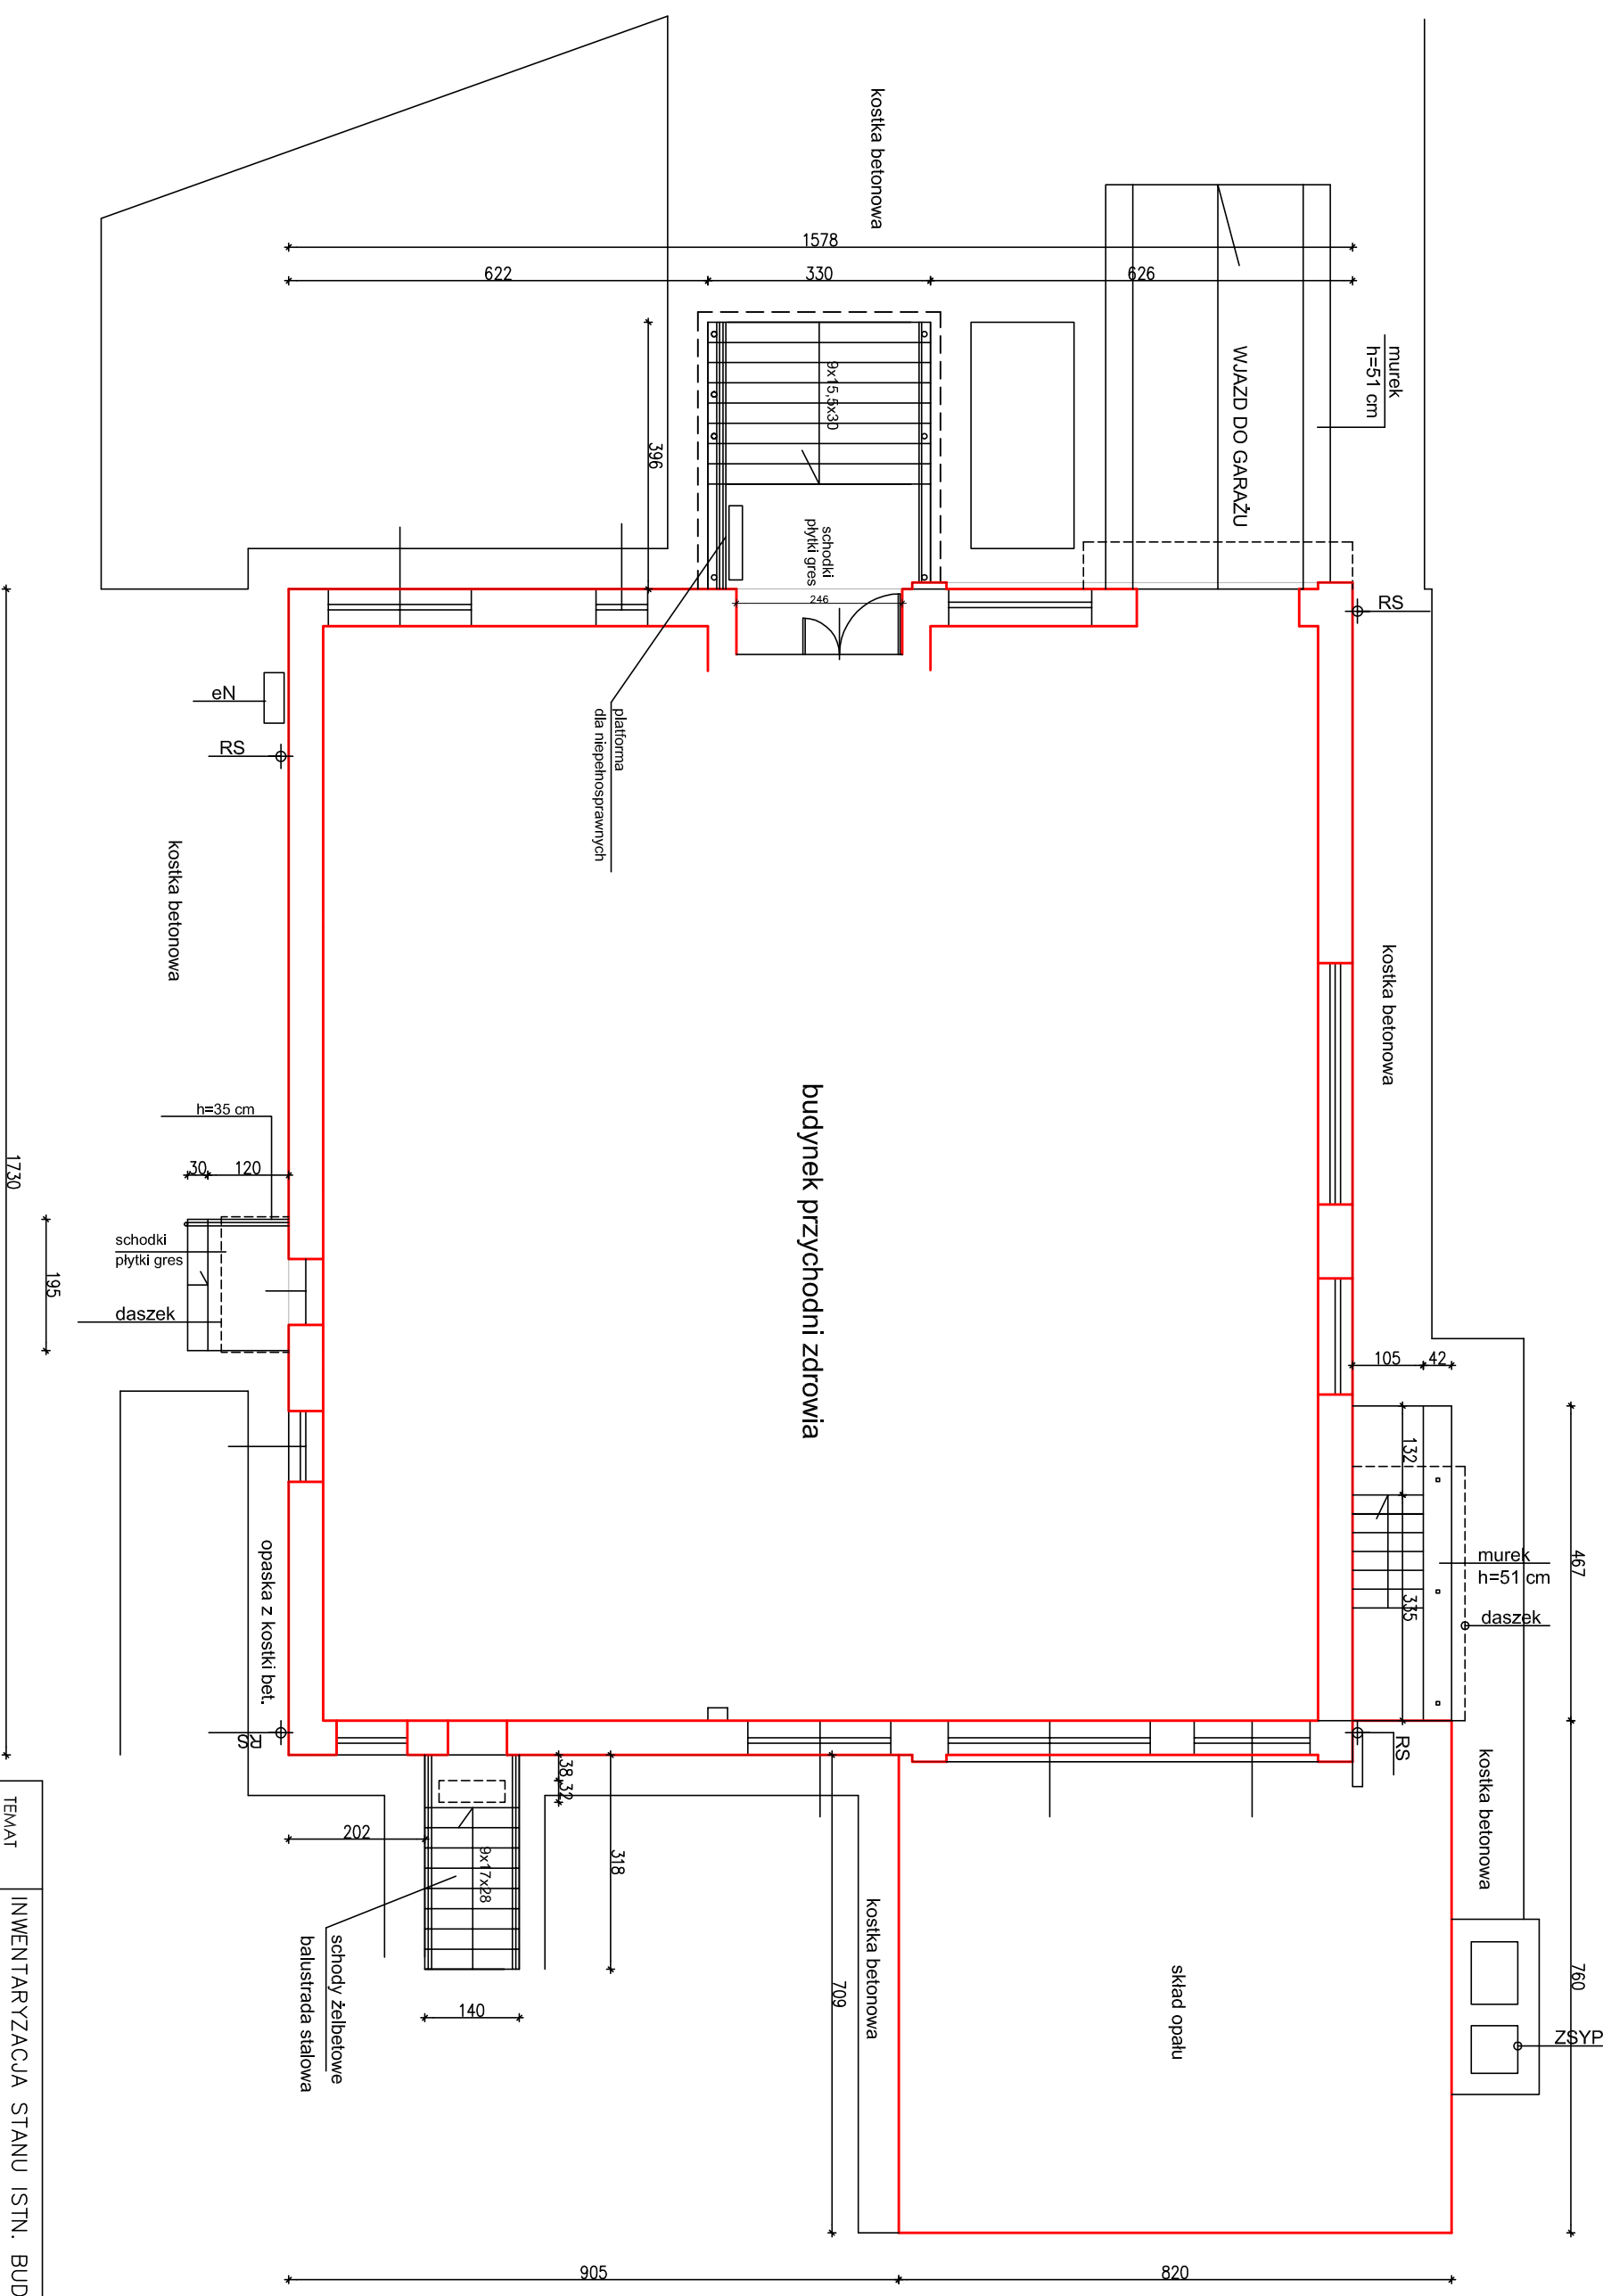 kostka betonowa
1578
622
330
626
murek
h=51 cm
WJAZD DO GARAŻU
9x15,5x30
396
schodki
płytki gres
246
RS
eN
RS
platforma
dla niepełnosprawnych
kostka betonowa
kostka betonowa
budynek przychodni zdrowia
h=35 cm
30
120
1730
195
schodki
płytki gres
daszek
105
42
132
467
murek
h=51 cm
335
daszek
opaska z kostki bet.
RS
RS
38
32
202
318
9x17x28
kostka betonowa
kostka betonowa
schody żelbetowe
balustrada stalowa
140
709
skład opału
760
ZSYP
905
820
TEMAT
INWENTARYZACJA STANU ISTN. BUD